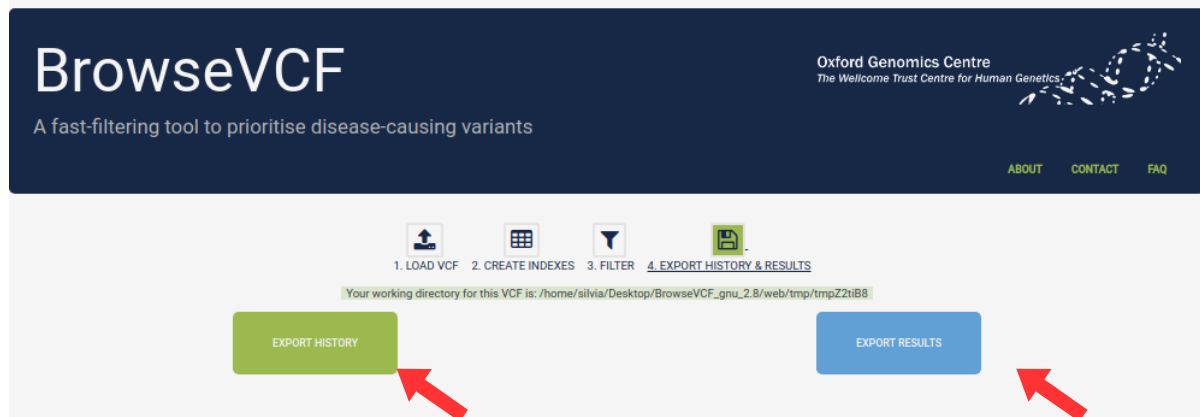 BrowseVCF
A fast-filtering tool to prioritise disease-causing variants
Oxford Genomics Centre
The Wellcome Trust Centre for Human Genetics
ABOUT CONTACT FAQ
1. LOAD VCF 2. CREATE INDEXES 3. FILTER 4. EXPORT HISTORY & RESULTS
Your working directory for this VCF is: /home/silvia/Desktop/BrowseVCF_gnu_2.8/web/tmp/tmpZ2tiB8
EXPORT HISTORY EXPORT RESULTS